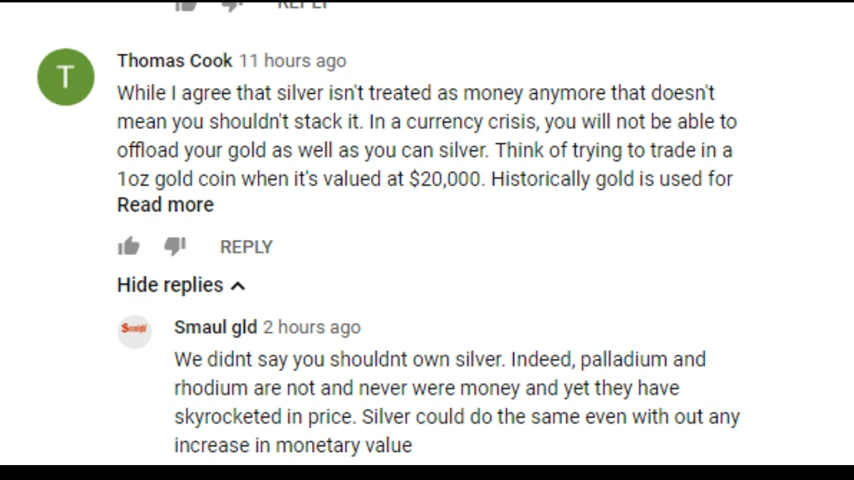 REPLY
Thomas Cook 11 hours ago
T
While I agree that silver isn't treated as money anymore that doesn't
mean you shouldn't stack it. In a currency crisis, you will not be able to
offload your gold as well as you can silver. Think of trying to trade in a
1oz gold coin when it's valued at $20,000. Historically gold is used for
Read more
REPLY
Hide replies
Smaul gld 2 hours ago
We didnt say you shouldnt own silver. Indeed, palladium and
rhodium are not and never were money and yet they have
skyrocketed in price. Silver could do the same even with out any
increase in monetary value